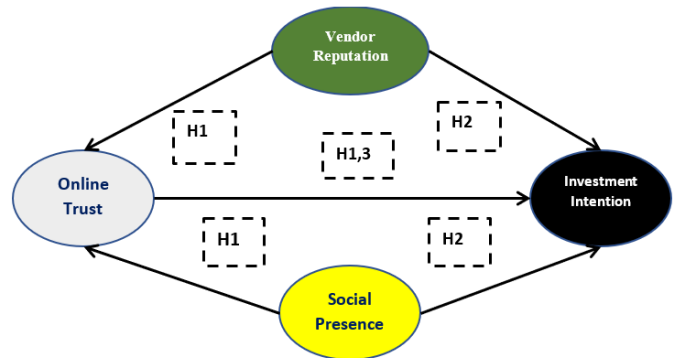 Vendor
Reputation
H1
H2
H1,3
Online
Trust
Investment
Intention
H1
H2
Social
Presence